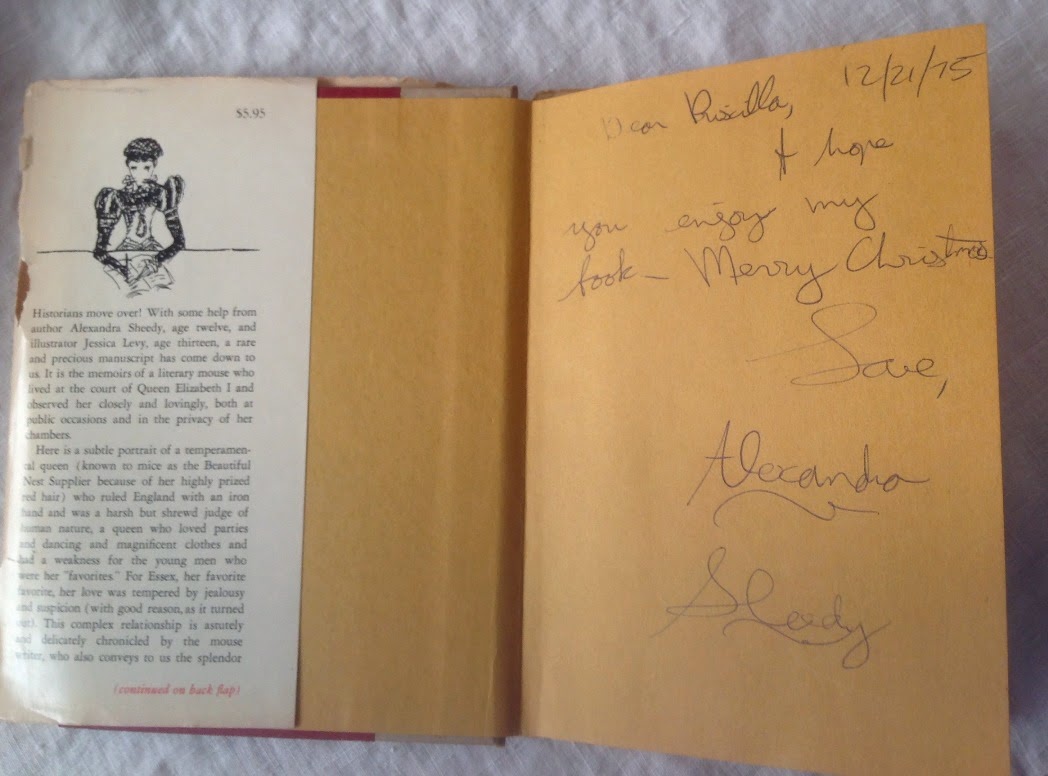 $5.95
Historians move over! With some help from
author Alexandra Sheedy, age twelve, and
illustrator Jessica Levy, age thirteen, a rare
and precious manuscript has come down to
us. It is the memoirs of a literary mouse who
lived at the court of Queen Elizabeth I and
observed her closely and lovingly, both at
public occasions and in the privacy of her
chambers.
Here is a subtle portrait of a temperamen-
tal queen (known to mice as the Beautiful
Nest Supplier because of her highly prized
red hair) who ruled England with an iron
hand and was a harsh but shrewd judge of
human nature, a queen who loved parties
and dancing and magnificent clothes and
had a weakness for the young men who
were her "favorites." For Essex, her favorite
favorite, her love was tempered by jealousy
and suspicion (with good reason, as it turned
out). This complex relationship is astutely
and delicately chronicled by the mouse
writer, who also conveys to us the splendor
(continued on back flap)
12/21/75
Dear Priscilla,
I hope
you enjoy my
book— Merry Christmas
Love,
Alexandra
Sheedy